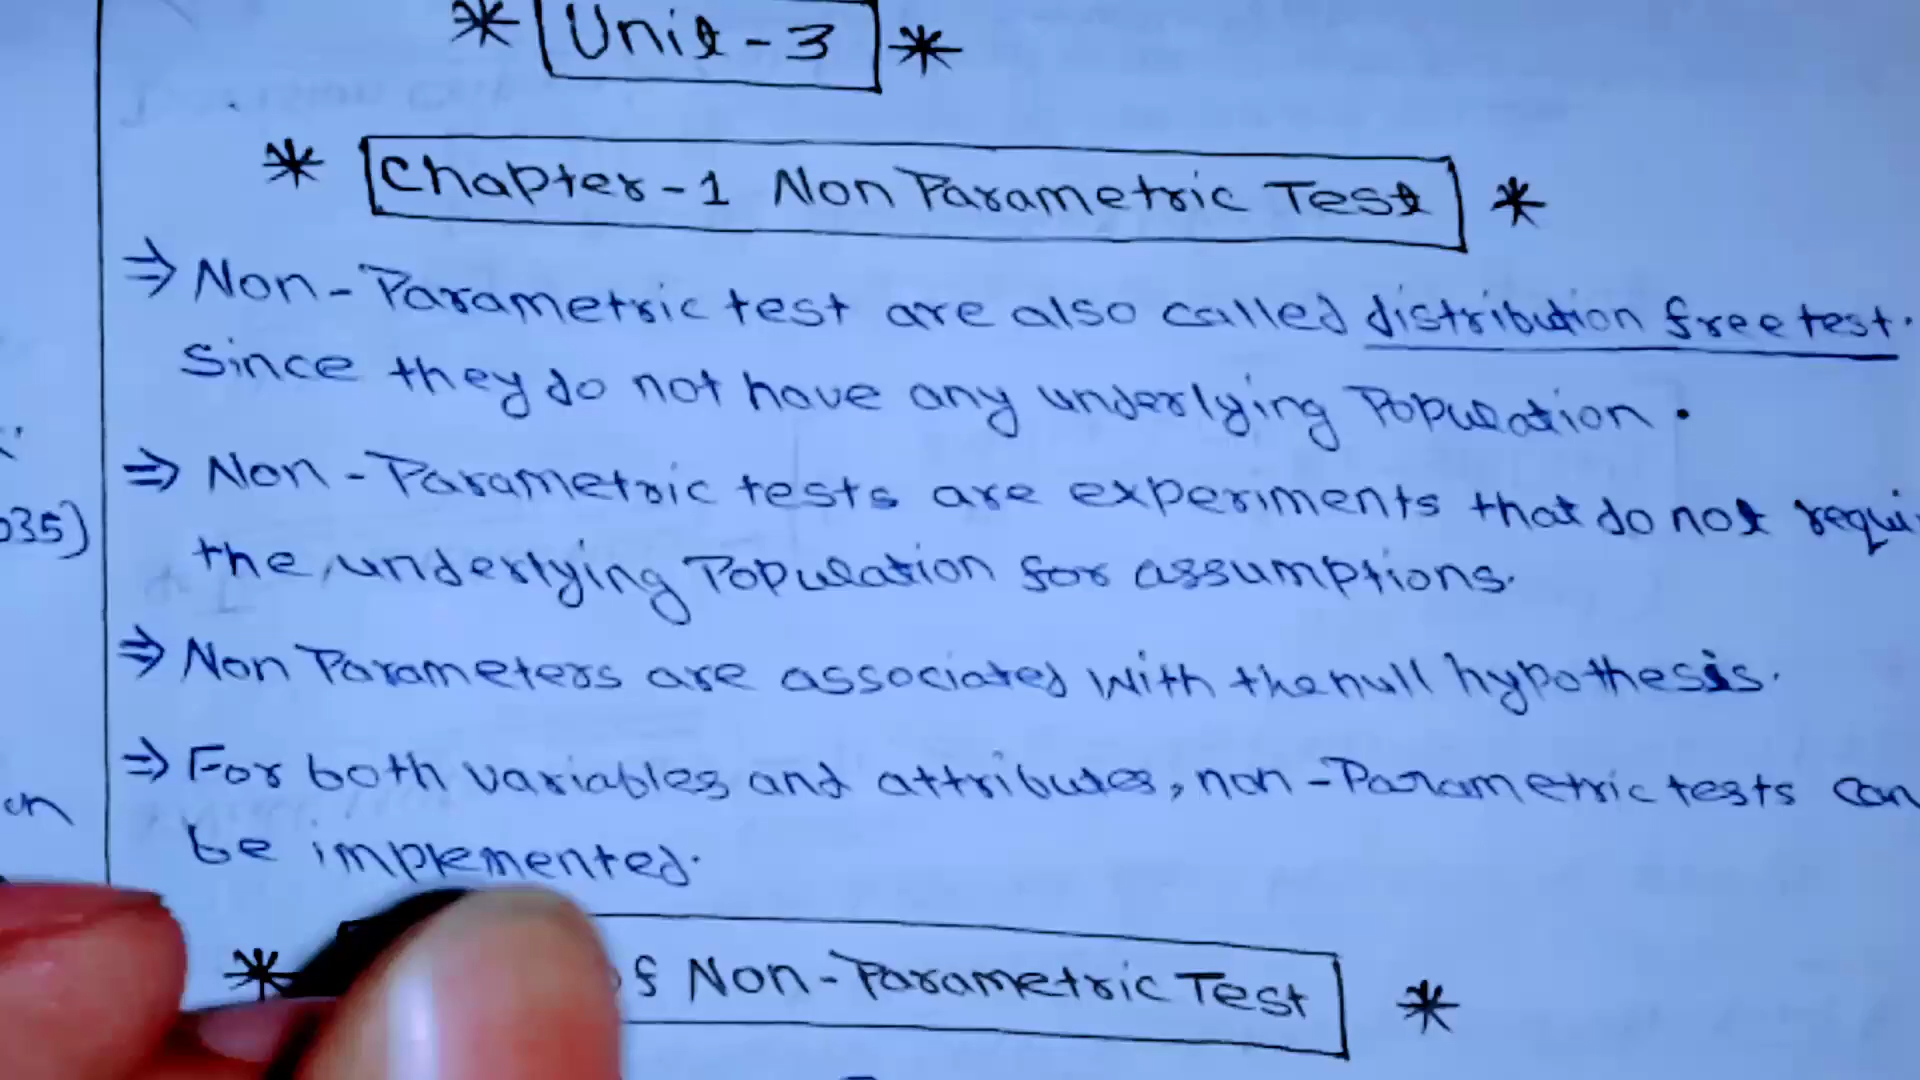 * Unit - 3 *
* Chapter - 1 Non Parametric Test *
⇒ Non - Parametric test are also called distribution free test.
Since they do not have any underlying Population.
⇒ Non - Parametric tests are experiments that do not requi
035)
the underlying Population for assumptions.
⇒ Non Parameters are associated with the null hypothesis.
⇒ For both variables and attributes, non - Parametric tests can
be implemented.
* of Non - Parametric Test *